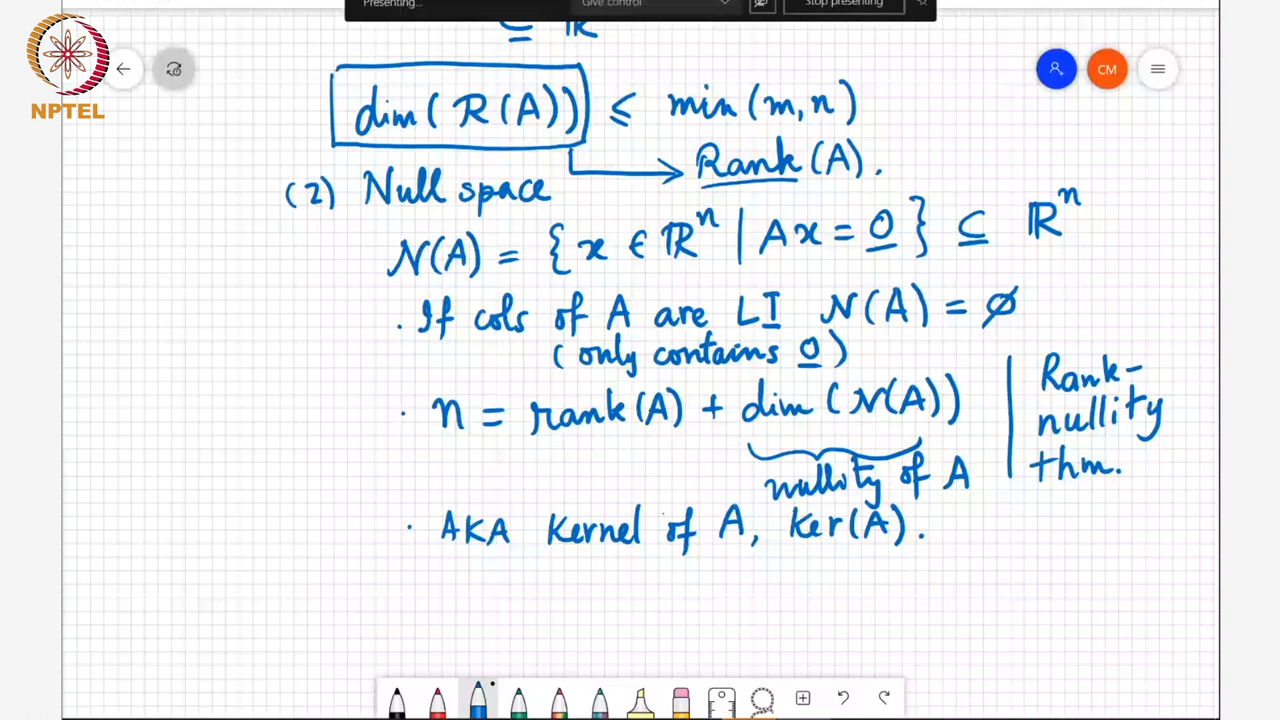 Presenting...
Give control
Stop presenting
⊆ ℝ
NPTEL
CM
dim(R(A)) ≤ min(m,n)
Rank(A).
(2) Null space
N(A) = {x ∈ ℝⁿ | Ax = 0} ⊆ ℝⁿ
. If cols of A are LI N(A) = ∅
(only contains 0)
. n = rank(A) + dim(N(A))
Rank-
nullity
thm.
nullity of A
. AKA Kernel of A, Ker(A).